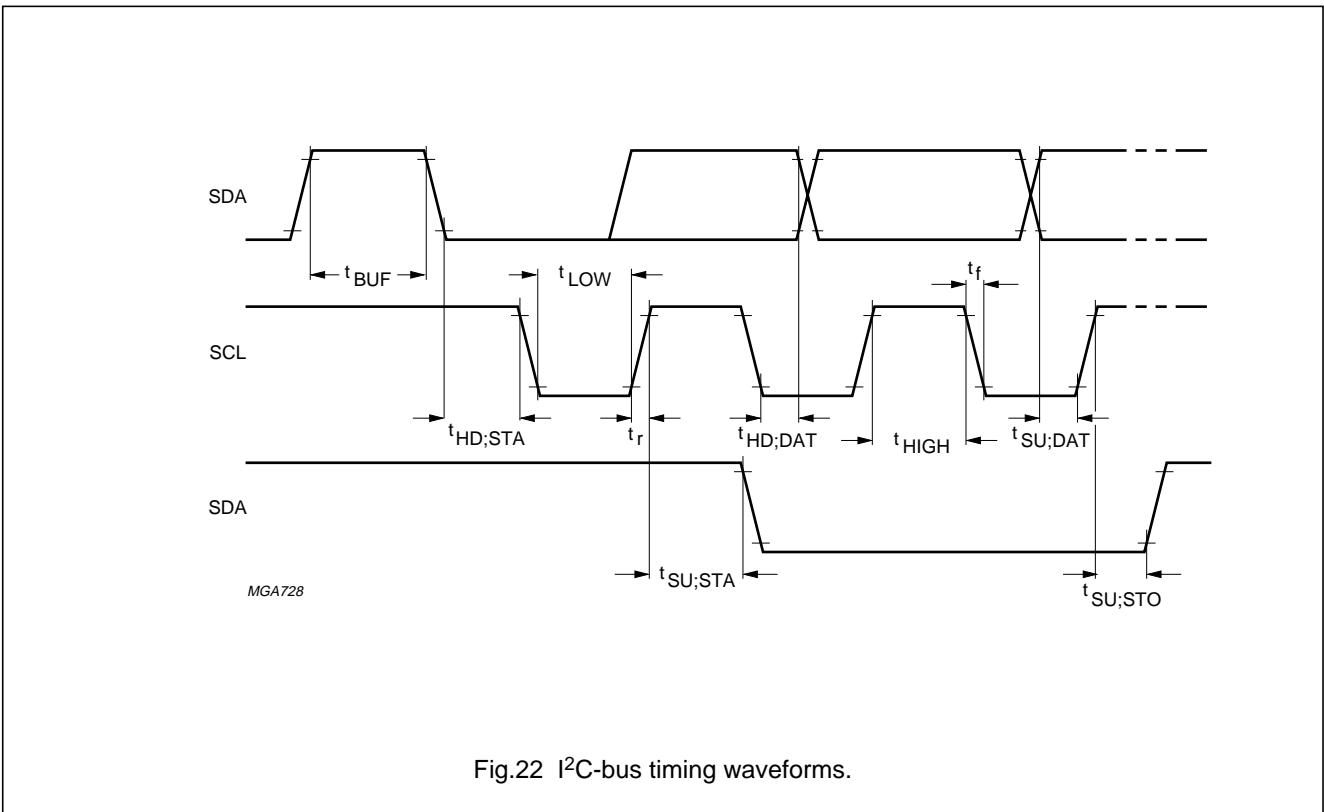 SDA
t BUF
t LOW
t f
SCL
t HD;STA
t r
t HD;DAT
t HIGH
t SU;DAT
SDA
t SU;STA
t SU;STO
MGA728
Fig.22 I²C-bus timing waveforms.